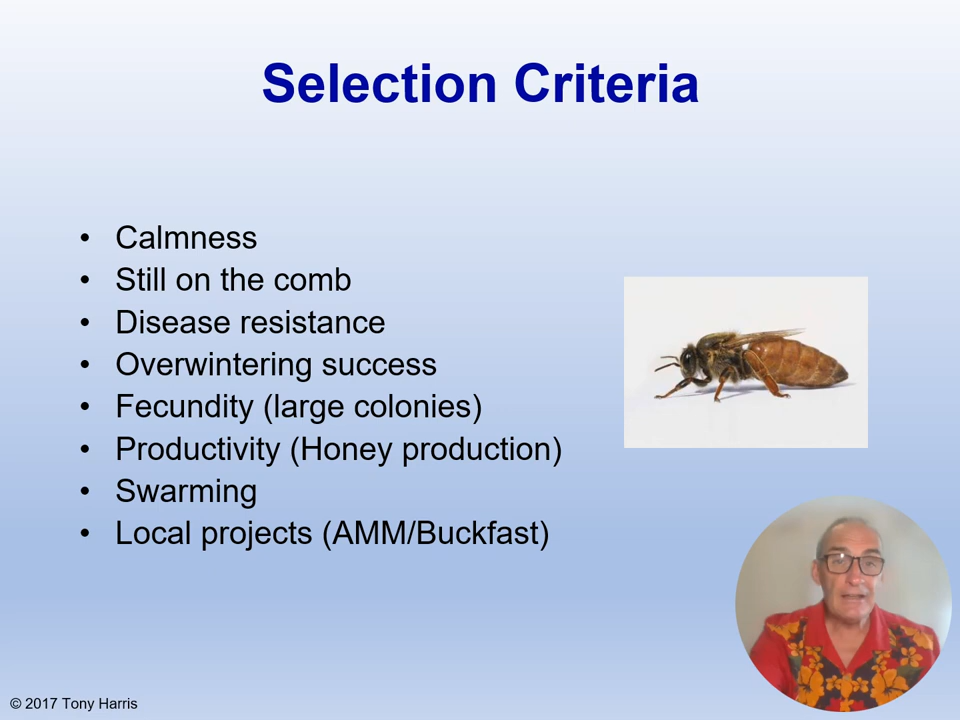 Selection Criteria
• Calmness
• Still on the comb
• Disease resistance
• Overwintering success
• Fecundity (large colonies)
• Productivity (Honey production)
• Swarming
• Local projects (AMM/Buckfast)
© 2017 Tony Harris